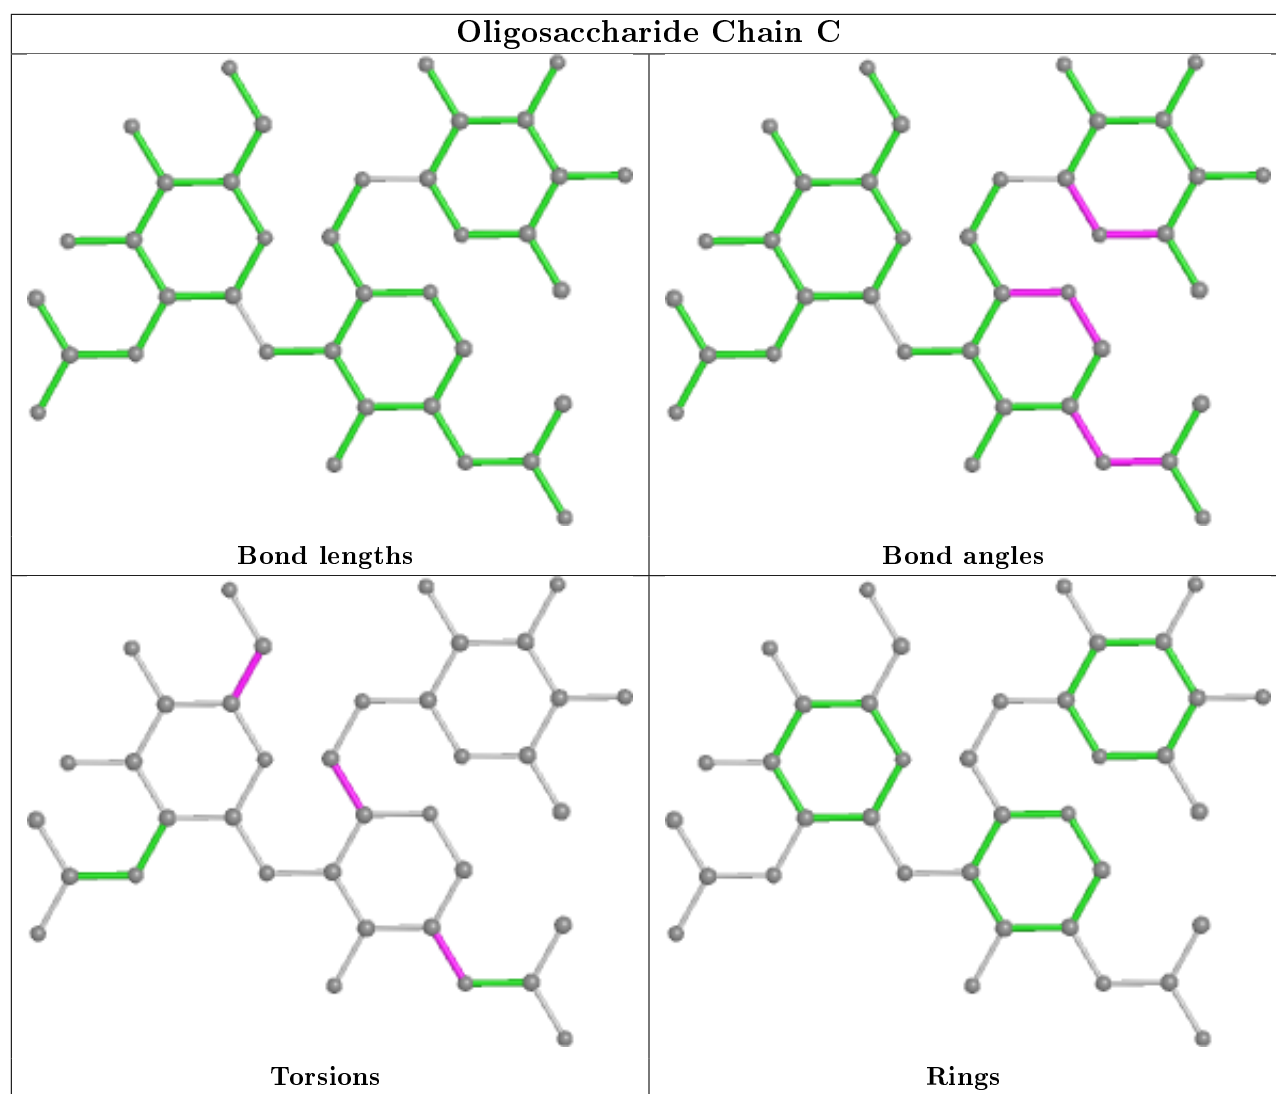 Oligosaccharide Chain C
Bond lengths
Bond angles
Torsions
Rings